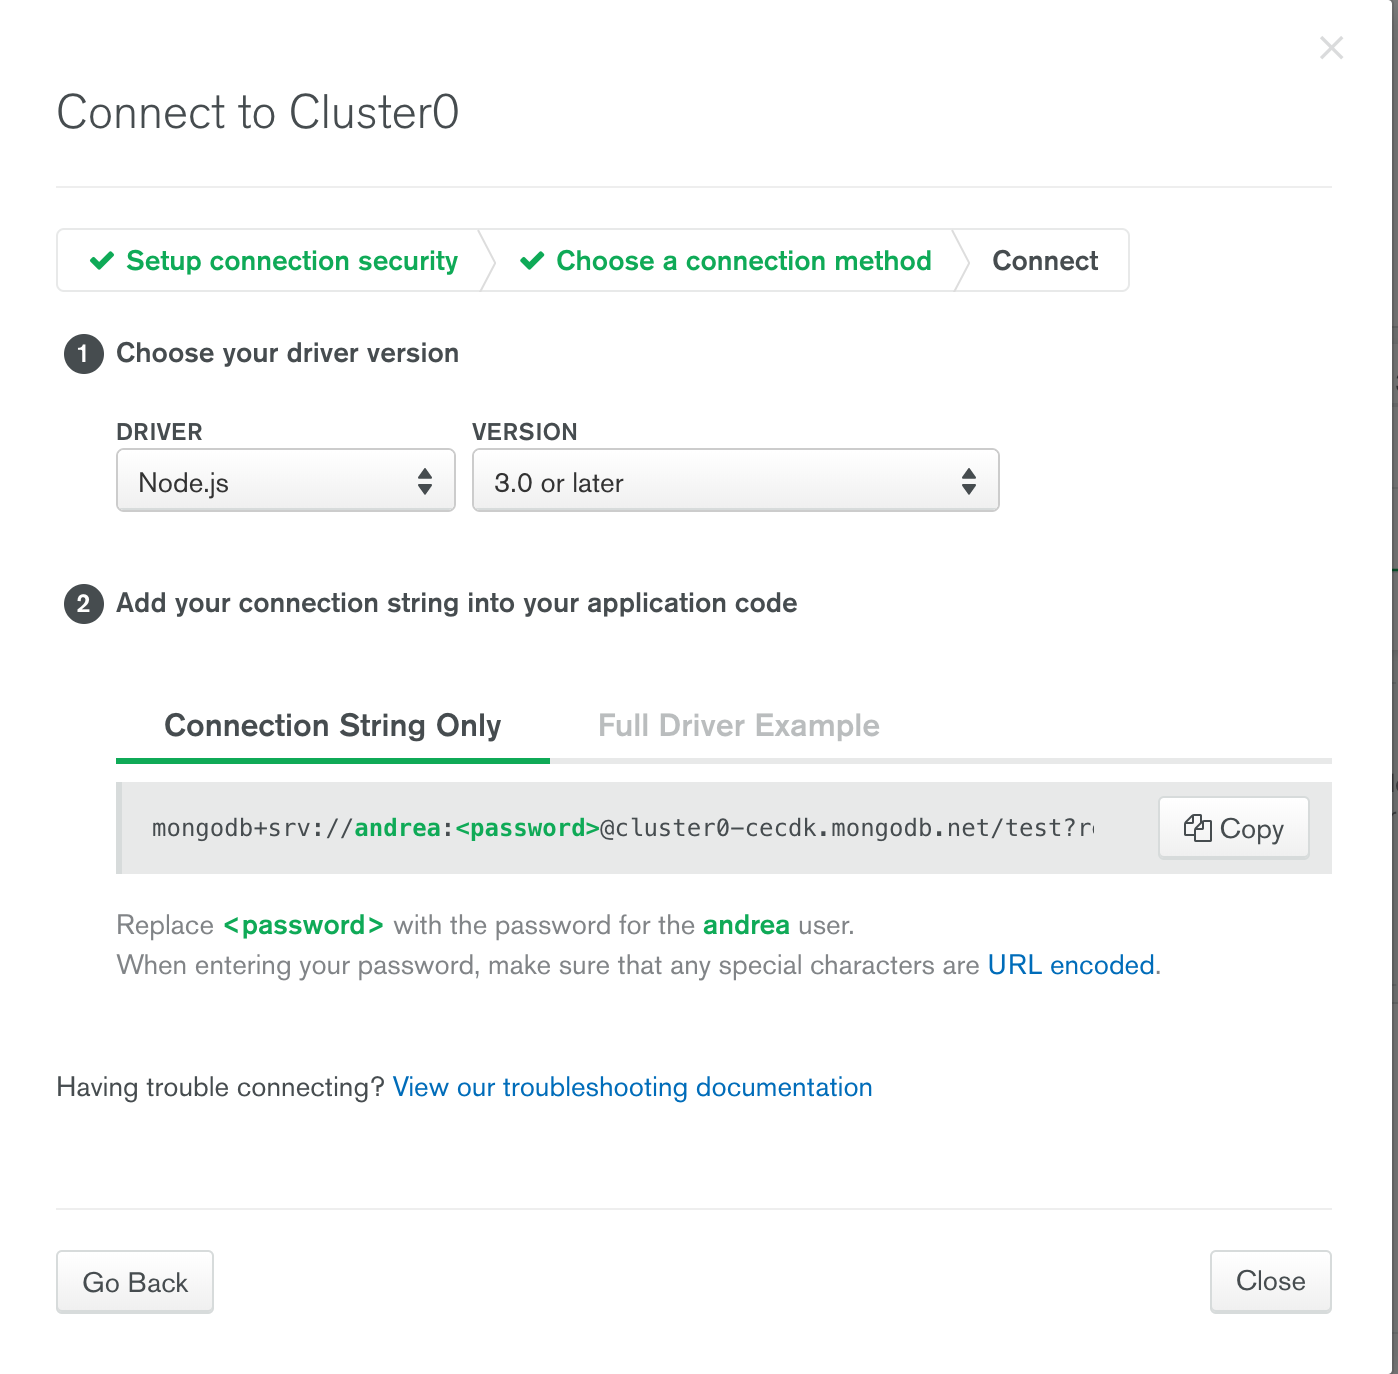 Connect to Cluster0
Setup connection security
Choose a connection method
Connect
1 Choose your driver version
DRIVER
VERSION
Node.js
3.0 or later
2 Add your connection string into your application code
Connection String Only
Full Driver Example
mongodb+srv://andrea:<password>@cluster0-cecdk.mongodb.net/test?r
Copy
Replace <password> with the password for the andrea user.
When entering your password, make sure that any special characters are URL encoded.
Having trouble connecting? View our troubleshooting documentation
Go Back
Close